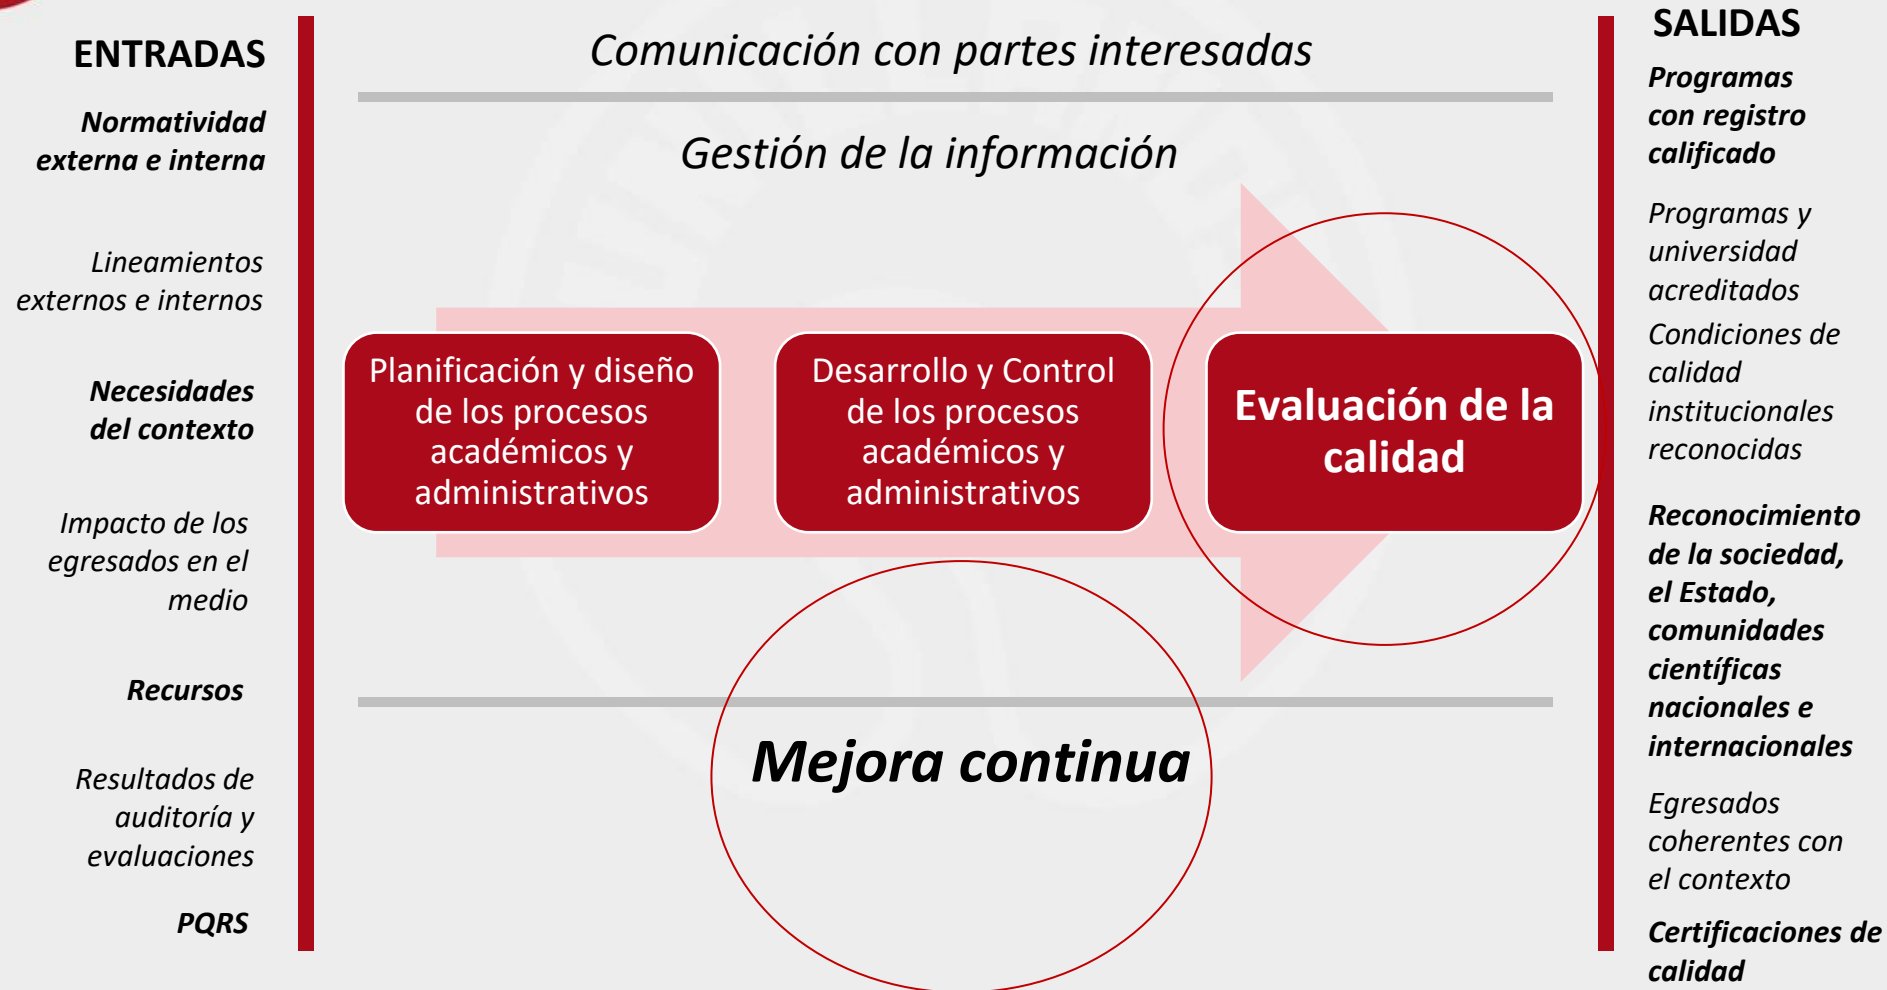 ENTRADAS
Normatividad
externa e interna
Lineamientos
externos e internos
Necesidades
del contexto
Impacto de los
egresados en el
medio
Recursos
Resultados de
auditoría y
evaluaciones
PQRS
Comunicación con partes interesadas
Gestión de la información
Planificación y diseño
de los procesos
académicos y
administrativos
Desarrollo y Control
de los procesos
académicos y
administrativos
Evaluación de la
calidad
Mejora continua
SALIDAS
Programas
con registro
calificado
Programas y
universidad
acreditados
Condiciones de
calidad
institucionales
reconocidas
Reconocimiento
de la sociedad,
el Estado,
comunidades
científicas
nacionales e
internacionales
Egresados
coherentes con
el contexto
Certificaciones de
calidad